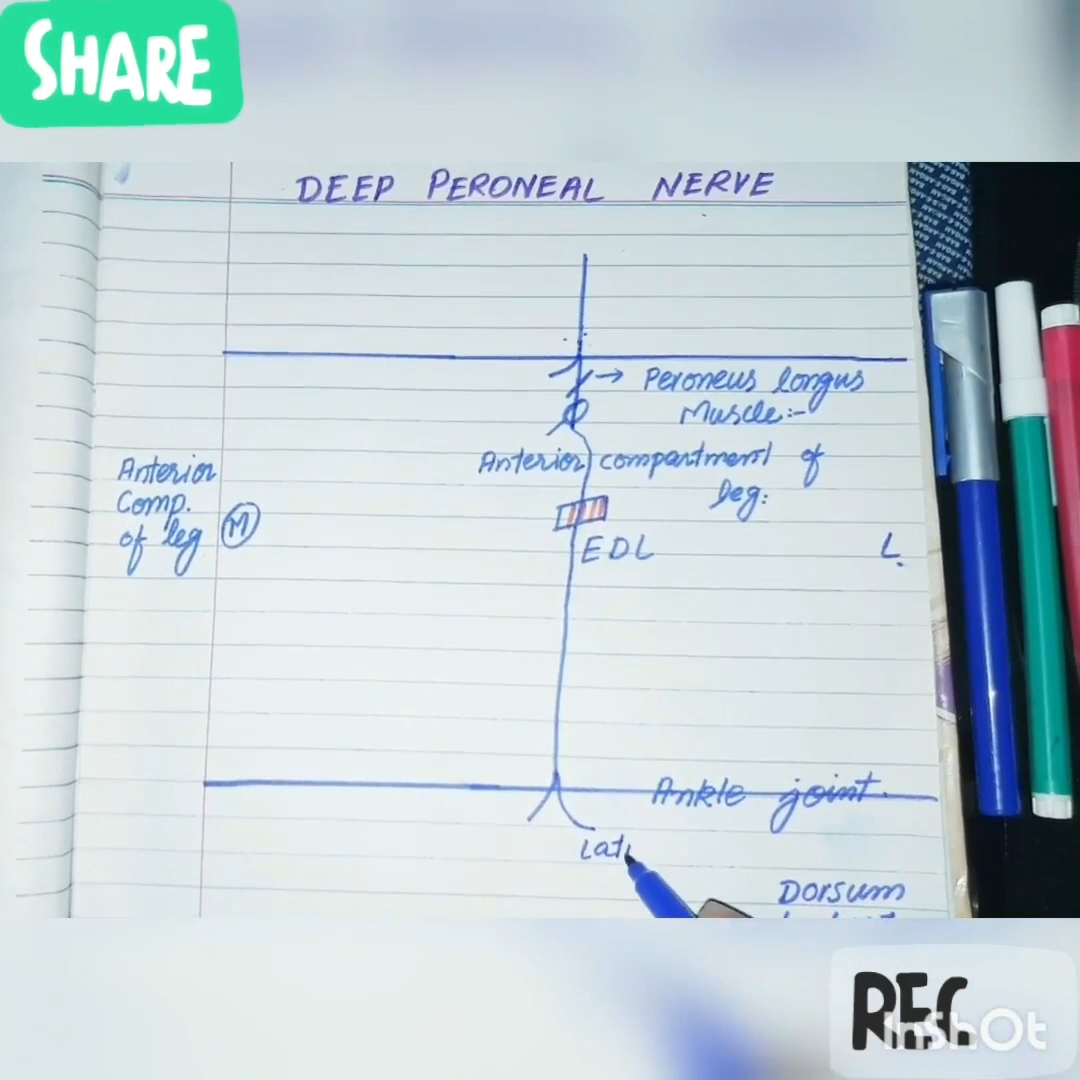 SHARE
DEEP PERONEAL NERVE
→ Peroneus longus
Muscle:-
Anterior compartment of
leg:
Anterior
Comp.
of leg
M
EDL
L.
Ankle joint.
Lat
Dorsum
REC
InShOt